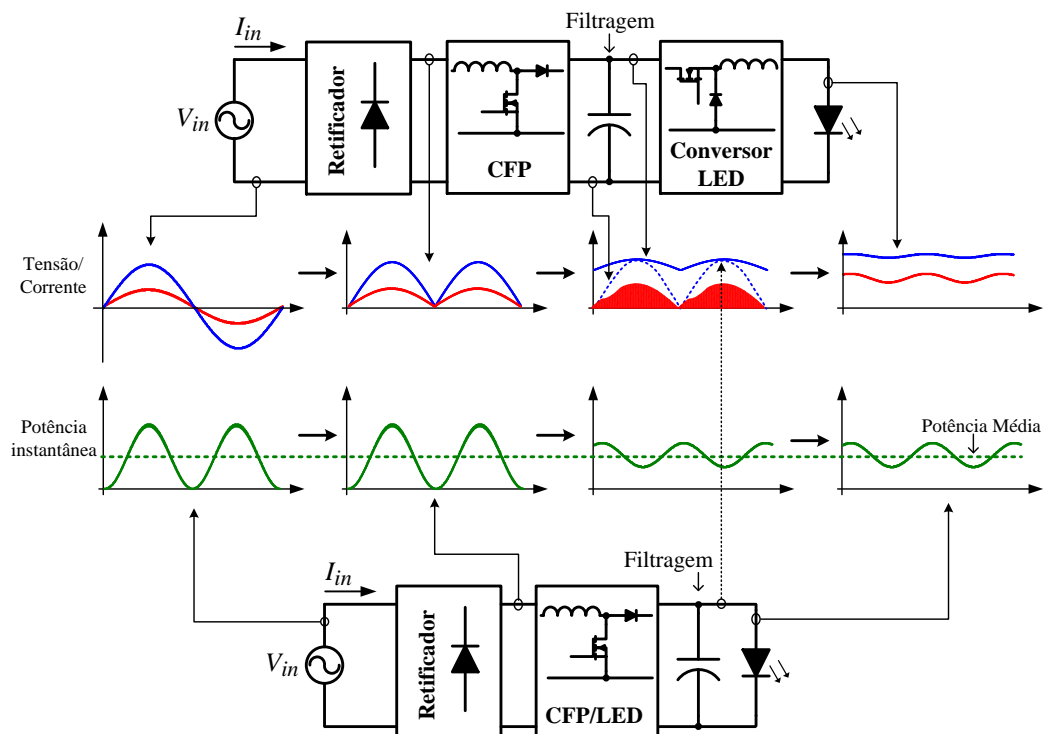 Filtragem
I_in
V_in
Retificador
CFP
Conversor
LED
Tensão/
Corrente
Potência
instantânea
Potência Média
Filtragem
I_in
V_in
Retificador
CFP/LED